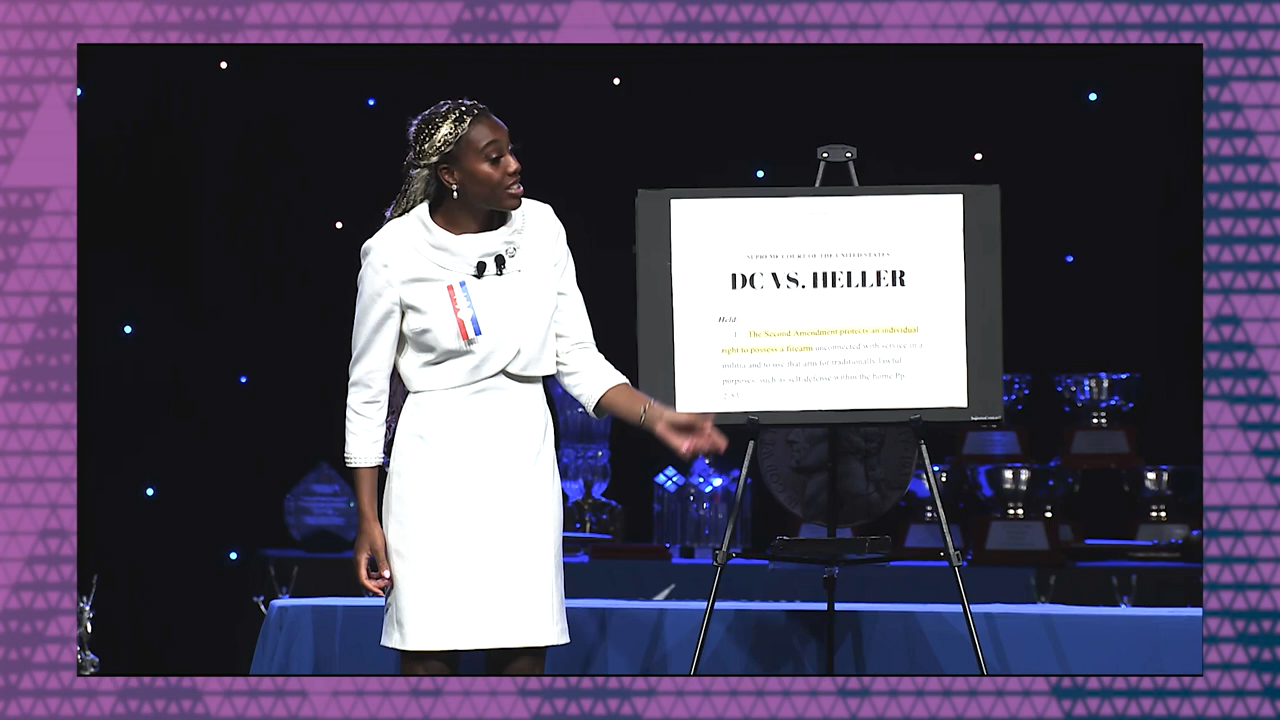 SUPREME COURT OF THE UNITED STATES
DC VS. HELLER
Held:
1. The Second Amendment protects an individual
right to possess a firearm unconnected with service in a
militia and to use that arm for traditionally lawful
purposes, such as self-defense within the home. Pp.